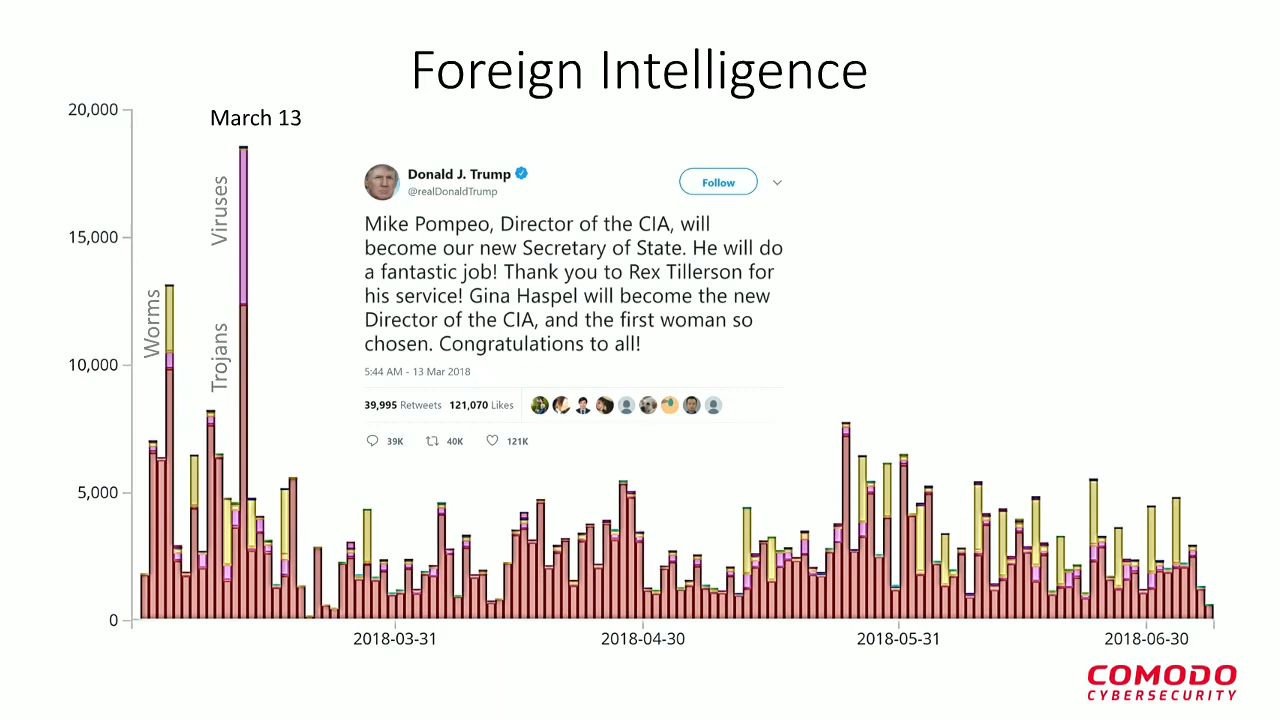 Foreign Intelligence
20,000
March 13
Viruses
Donald J. Trump
@realDonaldTrump
Follow
Mike Pompeo, Director of the CIA, will
become our new Secretary of State. He will do
a fantastic job! Thank you to Rex Tillerson for
his service! Gina Haspel will become the new
Director of the CIA, and the first woman so
chosen. Congratulations to all!
5:44 AM - 13 Mar 2018
39,995 Retweets 121,070 Likes
39K 40K 121K
15,000
Worms
Trojans
10,000
5,000
0
2018-03-31
2018-04-30
2018-05-31
2018-06-30
COMODO
CYBERSECURITY